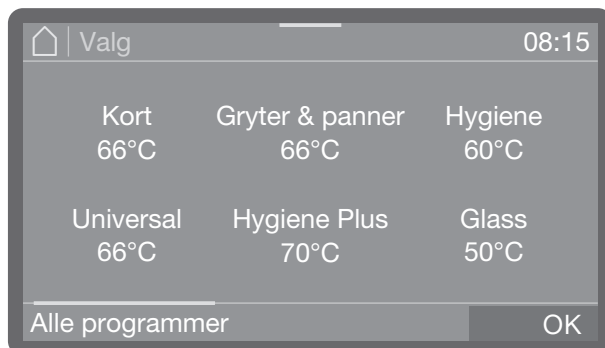 Valg 08:15
Kort Gryter & panner Hygiene
66°C 66°C 60°C
Universal Hygiene Plus Glass
66°C 70°C 50°C
Alle programmer OK